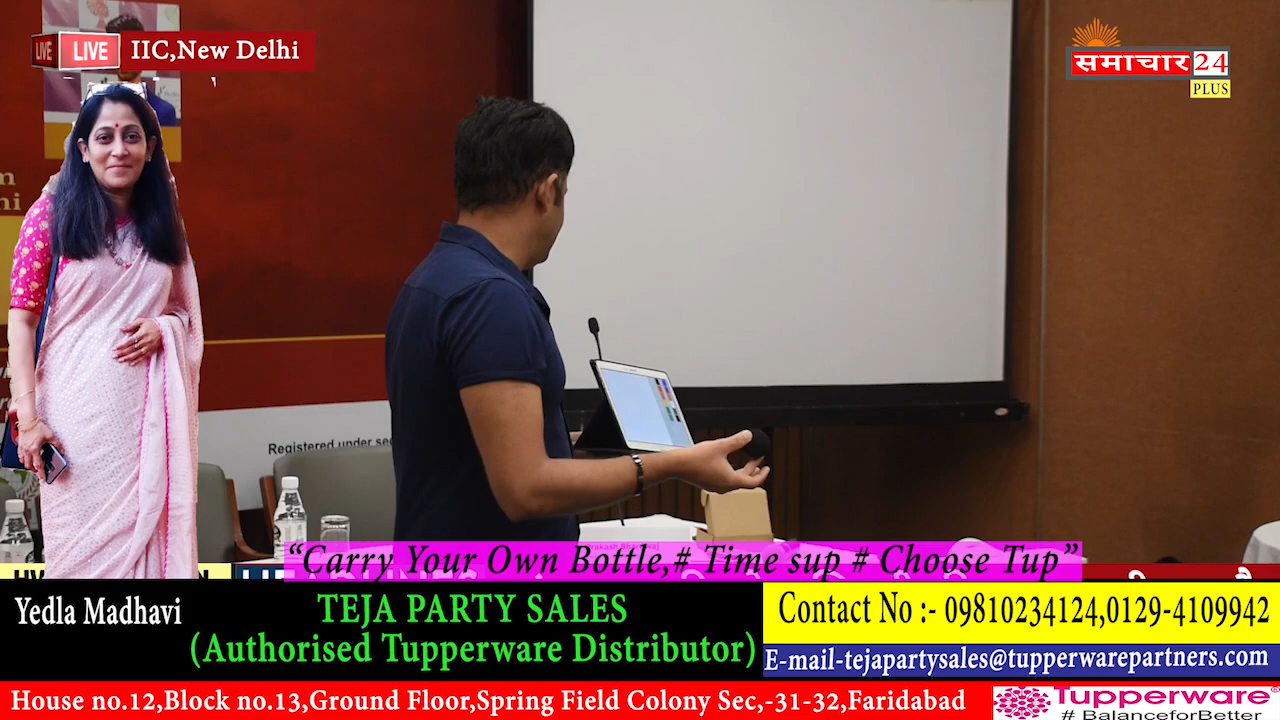 LIVE LIVE IIC,New Delhi
समाचार 24
PLUS
Registered under sec
“Carry Your Own Bottle,# Time sup # Choose Tup”
Yedla Madhavi
TEJA PARTY SALES
(Authorised Tupperware Distributor)
Contact No :- 09810234124,0129-4109942
E-mail-tejapartysales@tupperwarepartners.com
House no.12,Block no.13,Ground Floor,Spring Field Colony Sec,-31-32,Faridabad
Tupperware®
# BalanceforBetter